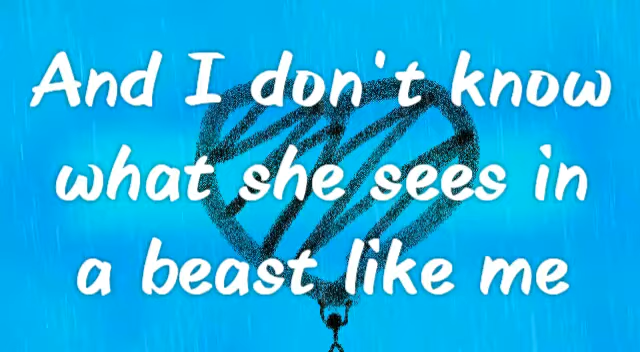 And I don't know
what she sees in
a beast like me